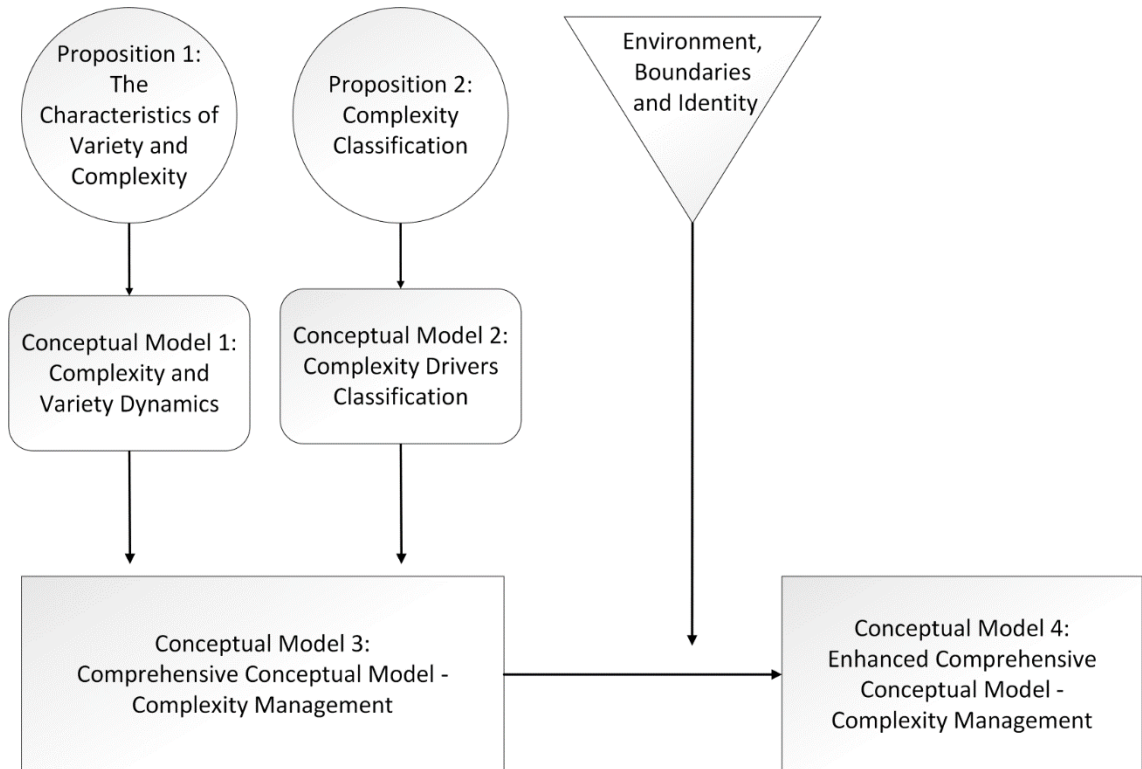 Proposition 1:
The
Characteristics of
Variety and
Complexity
Proposition 2:
Complexity
Classification
Environment,
Boundaries
and Identity
Conceptual Model 1:
Complexity and
Variety Dynamics
Conceptual Model 2:
Complexity Drivers
Classification
Conceptual Model 3:
Comprehensive Conceptual Model -
Complexity Management
Conceptual Model 4:
Enhanced Comprehensive
Conceptual Model -
Complexity Management